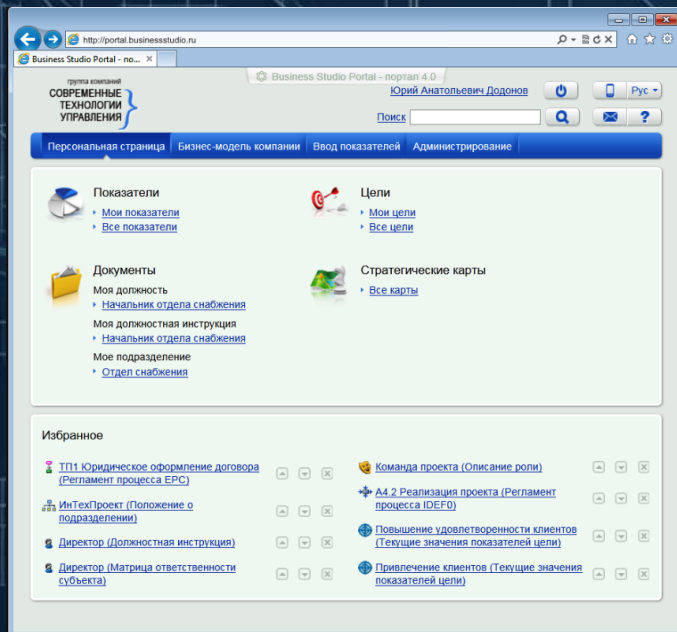 http://portal.businessstudio.ru
Business Studio Portal - по...
Business Studio Portal - портал 4.0
группа компаний
СОВРЕМЕННЫЕ
ТЕХНОЛОГИИ
УПРАВЛЕНИЯ
Юрий Анатольевич Додонов
Рус
Поиск
?
Персональная страница Бизнес-модель компании Ввод показателей Администрирование
Показатели
Мои показатели
Все показатели
Цели
Мои цели
Все цели
Документы
Моя должность
Начальник отдела снабжения
Моя должностная инструкция
Начальник отдела снабжения
Мое подразделение
Отдел снабжения
Стратегические карты
Все карты
Избранное
ТП1 Юридическое оформление договора
(Регламент процесса EPC)
ИнТехПроект (Положение о
подразделении)
Директор (Должностная инструкция)
Директор (Матрица ответственности
субъекта)
Команда проекта (Описание роли)
А4.2 Реализация проекта (Регламент
процесса IDEF0)
Повышение удовлетворенности клиентов
(Текущие значения показателей цели)
Привлечение клиентов (Текущие значения
показателей цели)